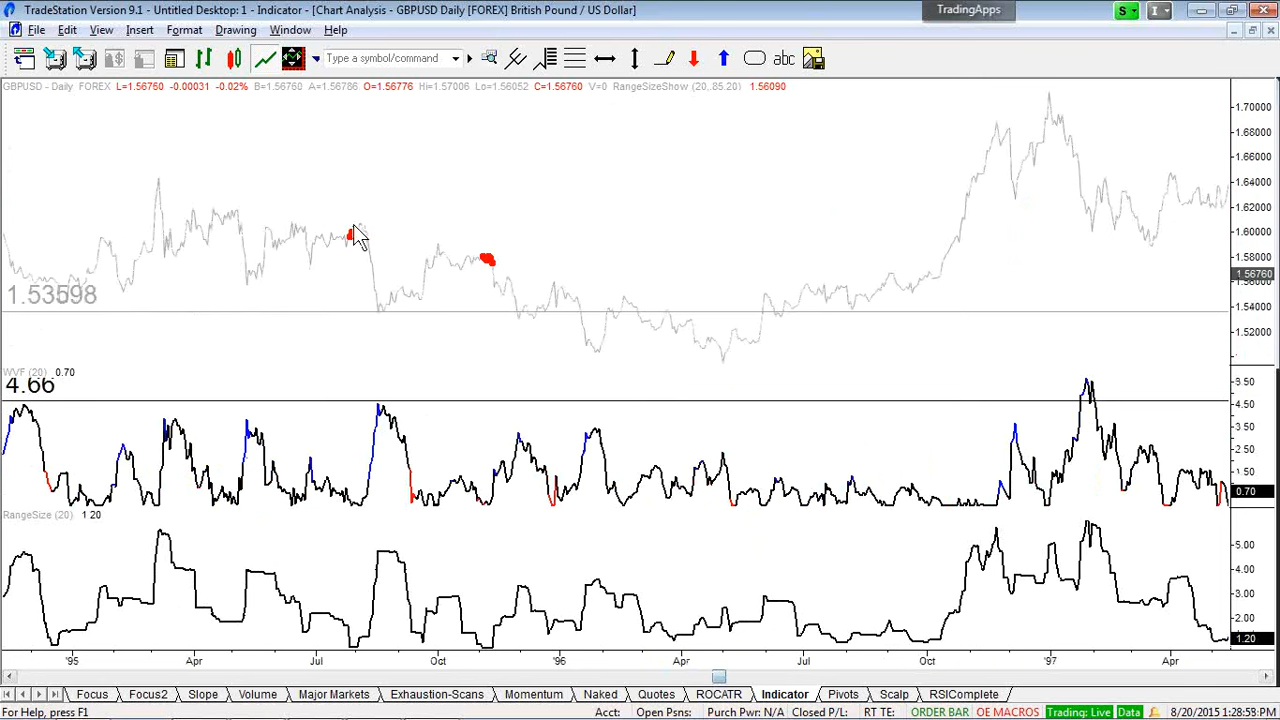 TradeStation Version 9.1 - Untitled Desktop: 1 - Indicator - [Chart Analysis - GBPUSD Daily [FOREX] British Pound / US Dollar]
TradingApps
S
I
File Edit View Insert Format Drawing Window Help
Type a symbol/command
abc
GBPUSD - Daily FOREX L=1.56760 -0.00031 -0.02% B=1.56760 A=1.56786 O=1.56776 Hi=1.57006 Lo=1.56052 C=1.56760 V=0 RangeSizeShow (20,.85.20) 1.56090
1.70000
1.68000
1.66000
1.64000
1.62000
1.60000
1.58000
1.56760
1.56000
1.54000
1.52000
1.53598
WVF (20) 0.70
4.66
4.50
3.50
2.50
1.50
0.70
RangeSize (20) 1.20
5.00
4.00
3.00
2.00
1.20
'95 Apr Jul Oct '96 Apr Jul Oct '97 Apr
Focus Focus2 Slope Volume Major Markets Exhaustion-Scans Momentum Naked Quotes ROCATR Indicator Pivots Scalp RSIComplete
For Help, press F1
Acct: Open Psns: Purch Pwr: N/A Closed P/L: RT TE: ORDER BAR OE MACROS Trading: Live Data 8/20/2015 1:28:59 PM